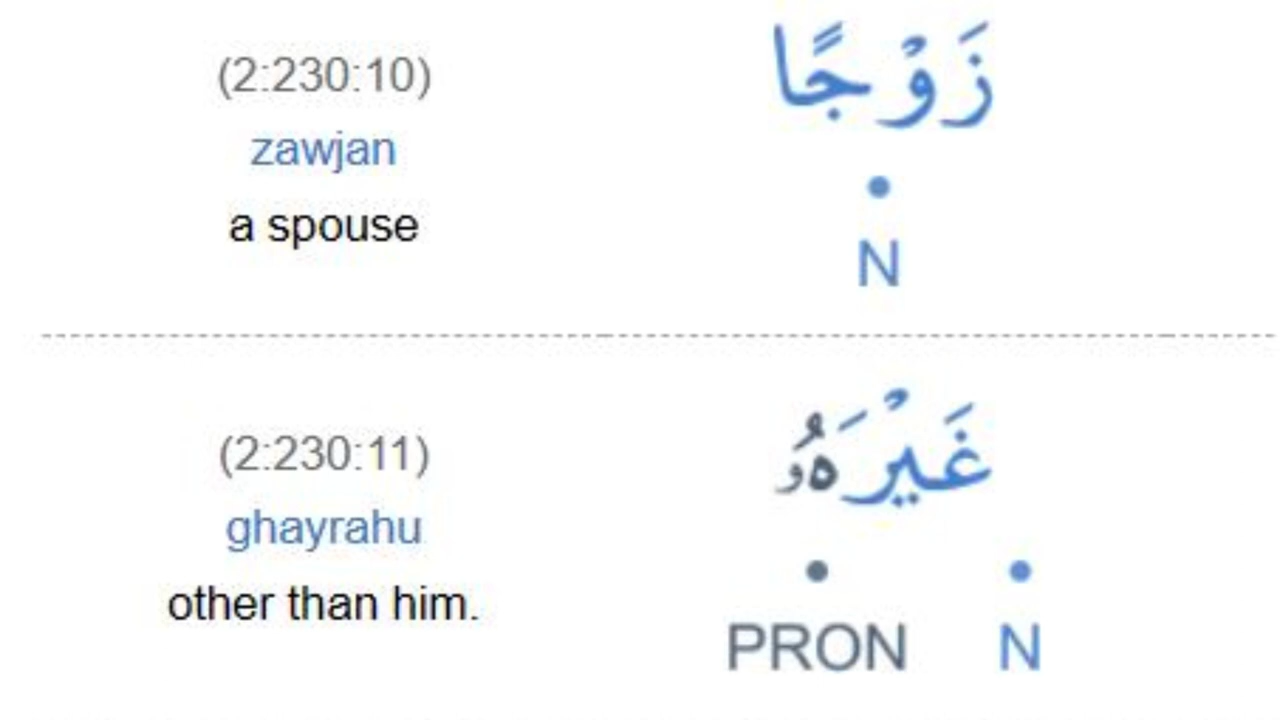 (2:230:10)
zawjan
a spouse
زَوْجًا
N
(2:230:11)
ghayrahu
other than him.
غَيْرَهُۥ
PRON N